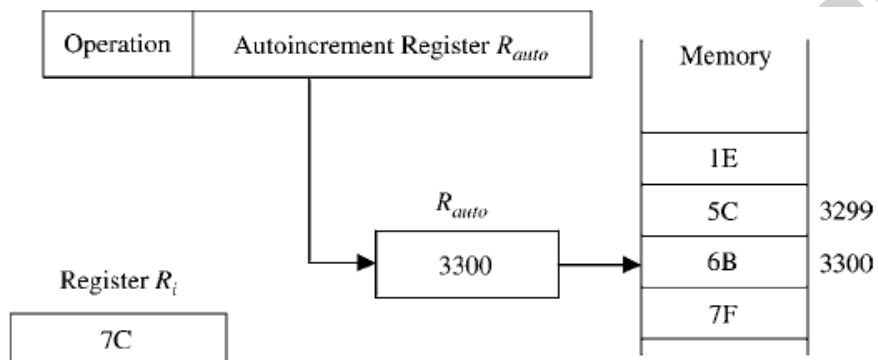 Operation
Autoincrement Register R_auto
Memory
1E
5C 3299
R_auto
3300
6B 3300
Register R_i
7F
7C